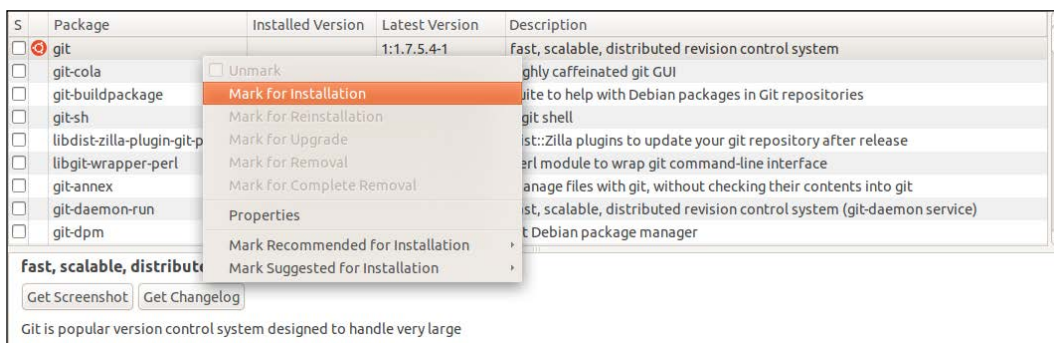 S Package Installed Version Latest Version Description
git 1:1.7.5.4-1 fast, scalable, distributed revision control system
git-cola ghly caffeinated git GUI
git-buildpackage uite to help with Debian packages in Git repositories
git-sh git shell
libdist-zilla-plugin-git-p ist::Zilla plugins to update your git repository after release
libgit-wrapper-perl erl module to wrap git command-line interface
git-annex anage files with git, without checking their contents into git
git-daemon-run ast, scalable, distributed revision control system (git-daemon service)
git-dpm t Debian package manager
Unmark
Mark for Installation
Mark for Reinstallation
Mark for Upgrade
Mark for Removal
Mark for Complete Removal
Properties
Mark Recommended for Installation
Mark Suggested for Installation
fast, scalable, distribute
Get Screenshot Get Changelog
Git is popular version control system designed to handle very large